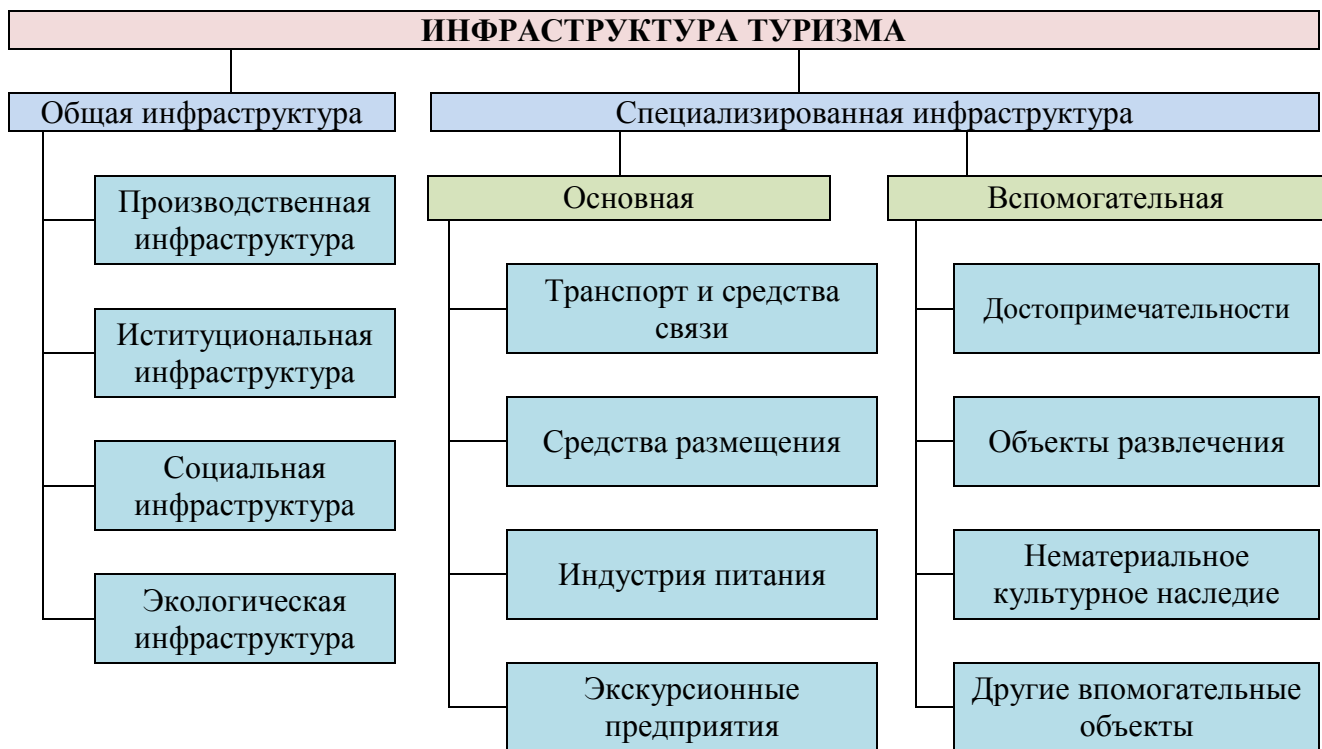 ИНФРАСТРУКТУРА ТУРИЗМА
Общая инфраструктура
Производственная
инфраструктура
Иституциональная
инфраструктура
Социальная
инфраструктура
Экологическая
инфраструктура
Специализированная инфраструктура
Основная
Транспорт и средства
связи
Средства размещения
Индустрия питания
Экскурсионные
предприятия
Вспомогательная
Достопримечательности
Объекты развлечения
Нематериальное
культурное наследие
Другие впомогательные
объекты